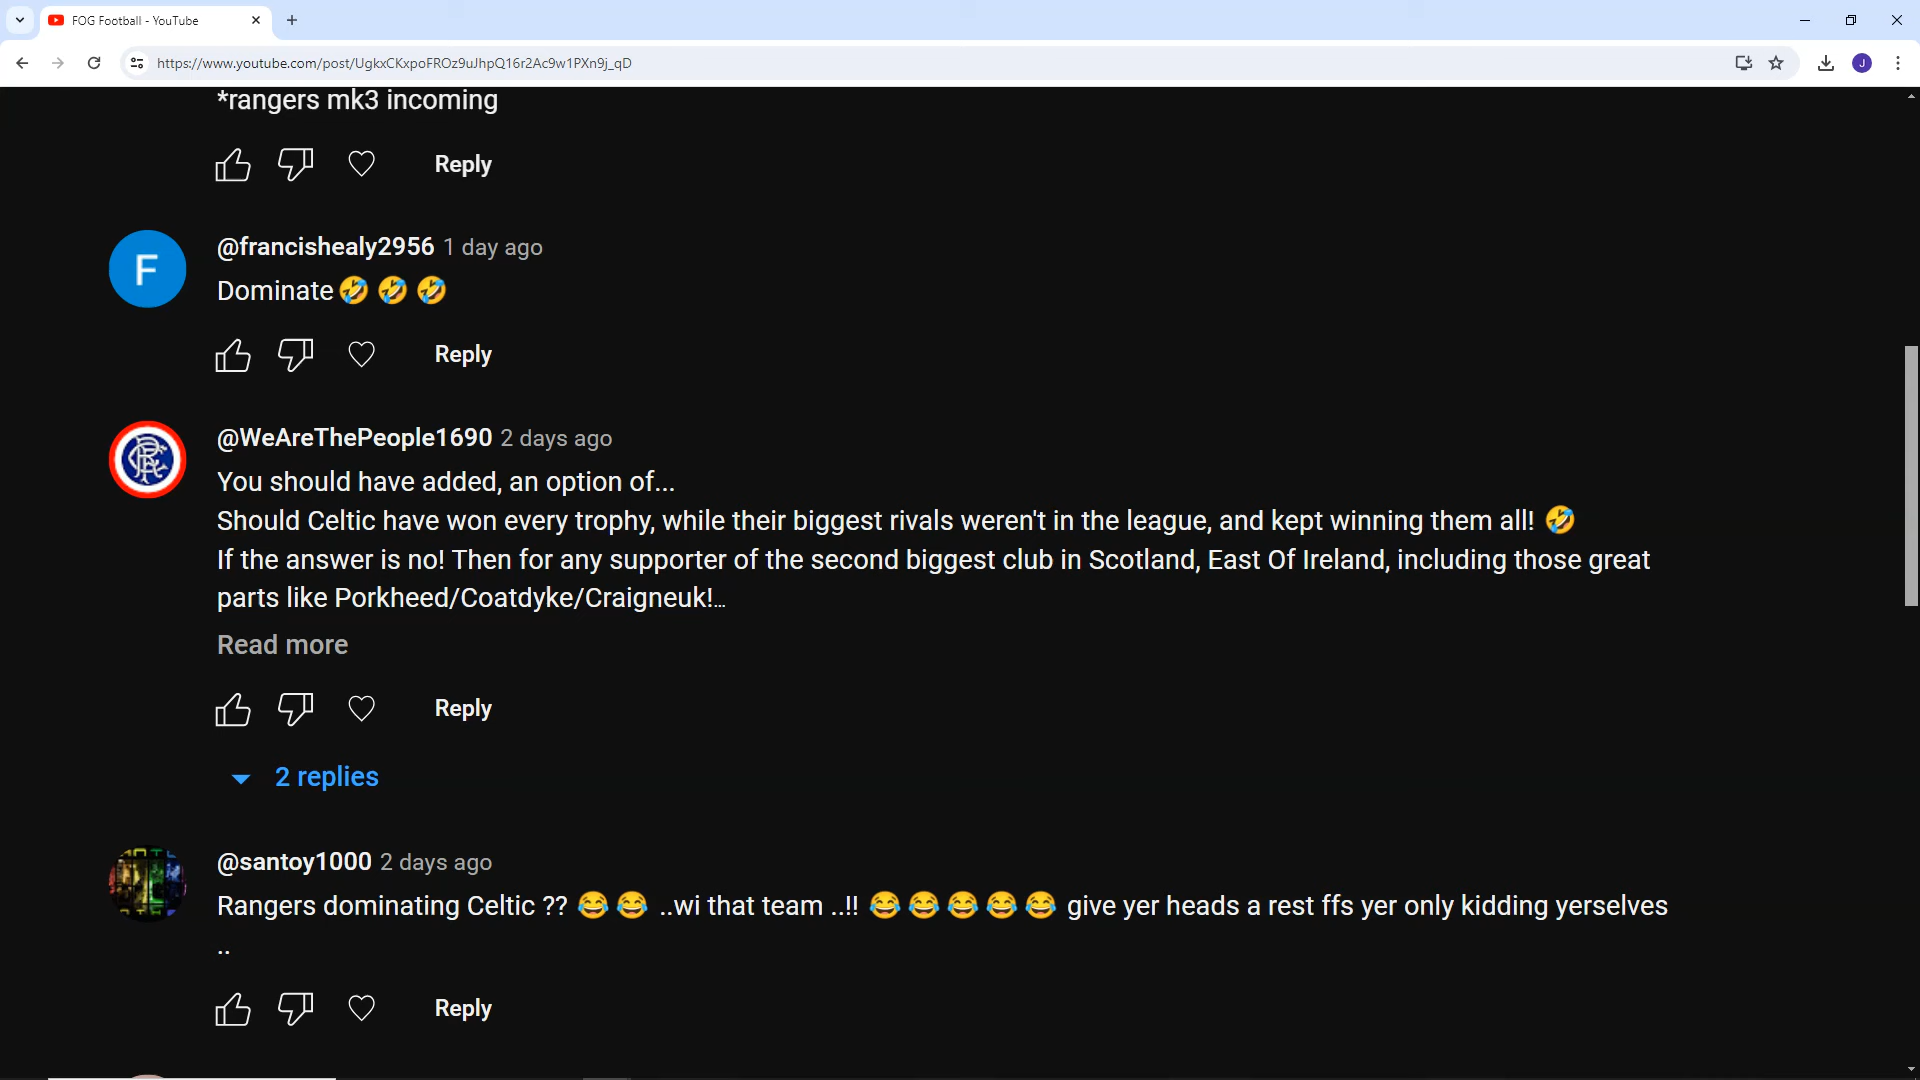 FOG Football - YouTube
https://www.youtube.com/post/UgkxCKxpoFROz9uJhpQ16r2Ac9w1PXn9j_qD
J
*rangers mk3 incoming
Reply
F
@francishealy2956 1 day ago
Dominate🤣 🤣 🤣
Reply
@WeAreThePeople1690 2 days ago
You should have added, an option of...
Should Celtic have won every trophy, while their biggest rivals weren't in the league, and kept winning them all! 🤣
If the answer is no! Then for any supporter of the second biggest club in Scotland, East Of Ireland, including those great
parts like Porkheed/Coatdyke/Craigneuk!...
Read more
Reply
2 replies
@santoy1000 2 days ago
Rangers dominating Celtic ?? 😂 😂 ..wi that team ..!! 😂 😂 😂 😂 😂 give yer heads a rest ffs yer only kidding yerselves
..
Reply